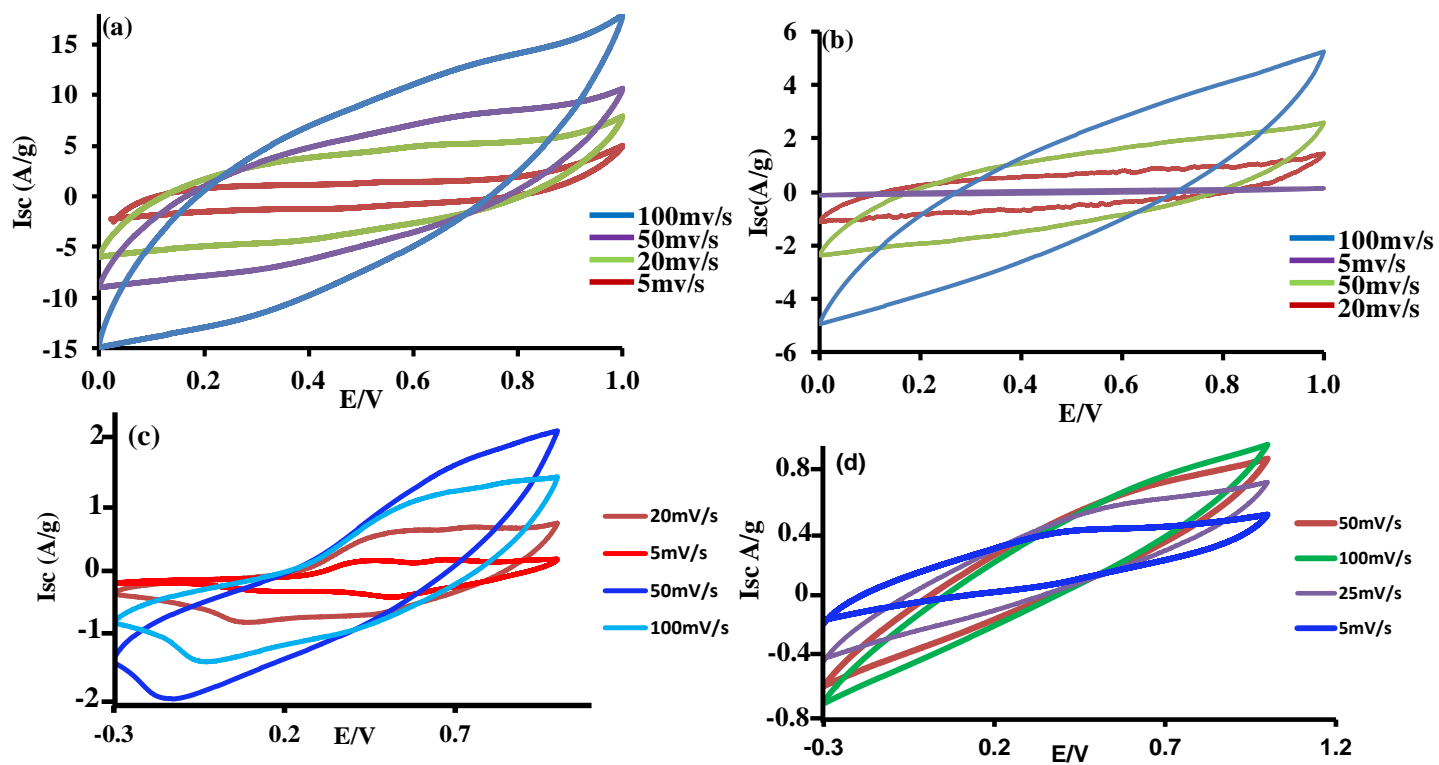 (a)
Isc (A/g)
15
10
5
0
-5
-10
-15
0.0 0.2 0.4 0.6 0.8 1.0
E/V
100mv/s
50mv/s
20mv/s
5mv/s
(b)
Isc(A/g)
6
4
2
0
-2
-4
-6
0.0 0.2 0.4 0.6 0.8 1.0
E/V
100mv/s
5mv/s
50mv/s
20mv/s
(c)
Isc (A/g)
2
1
0
-1
-2
-0.3 0.2 E/V 0.7
20mV/s
5mV/s
50mV/s
100mV/s
(d)
Isc A/g
0.8
0.4
0
-0.4
-0.8
-0.3 0.2 E/V 0.7 1.2
50mV/s
100mV/s
25mV/s
5mV/s